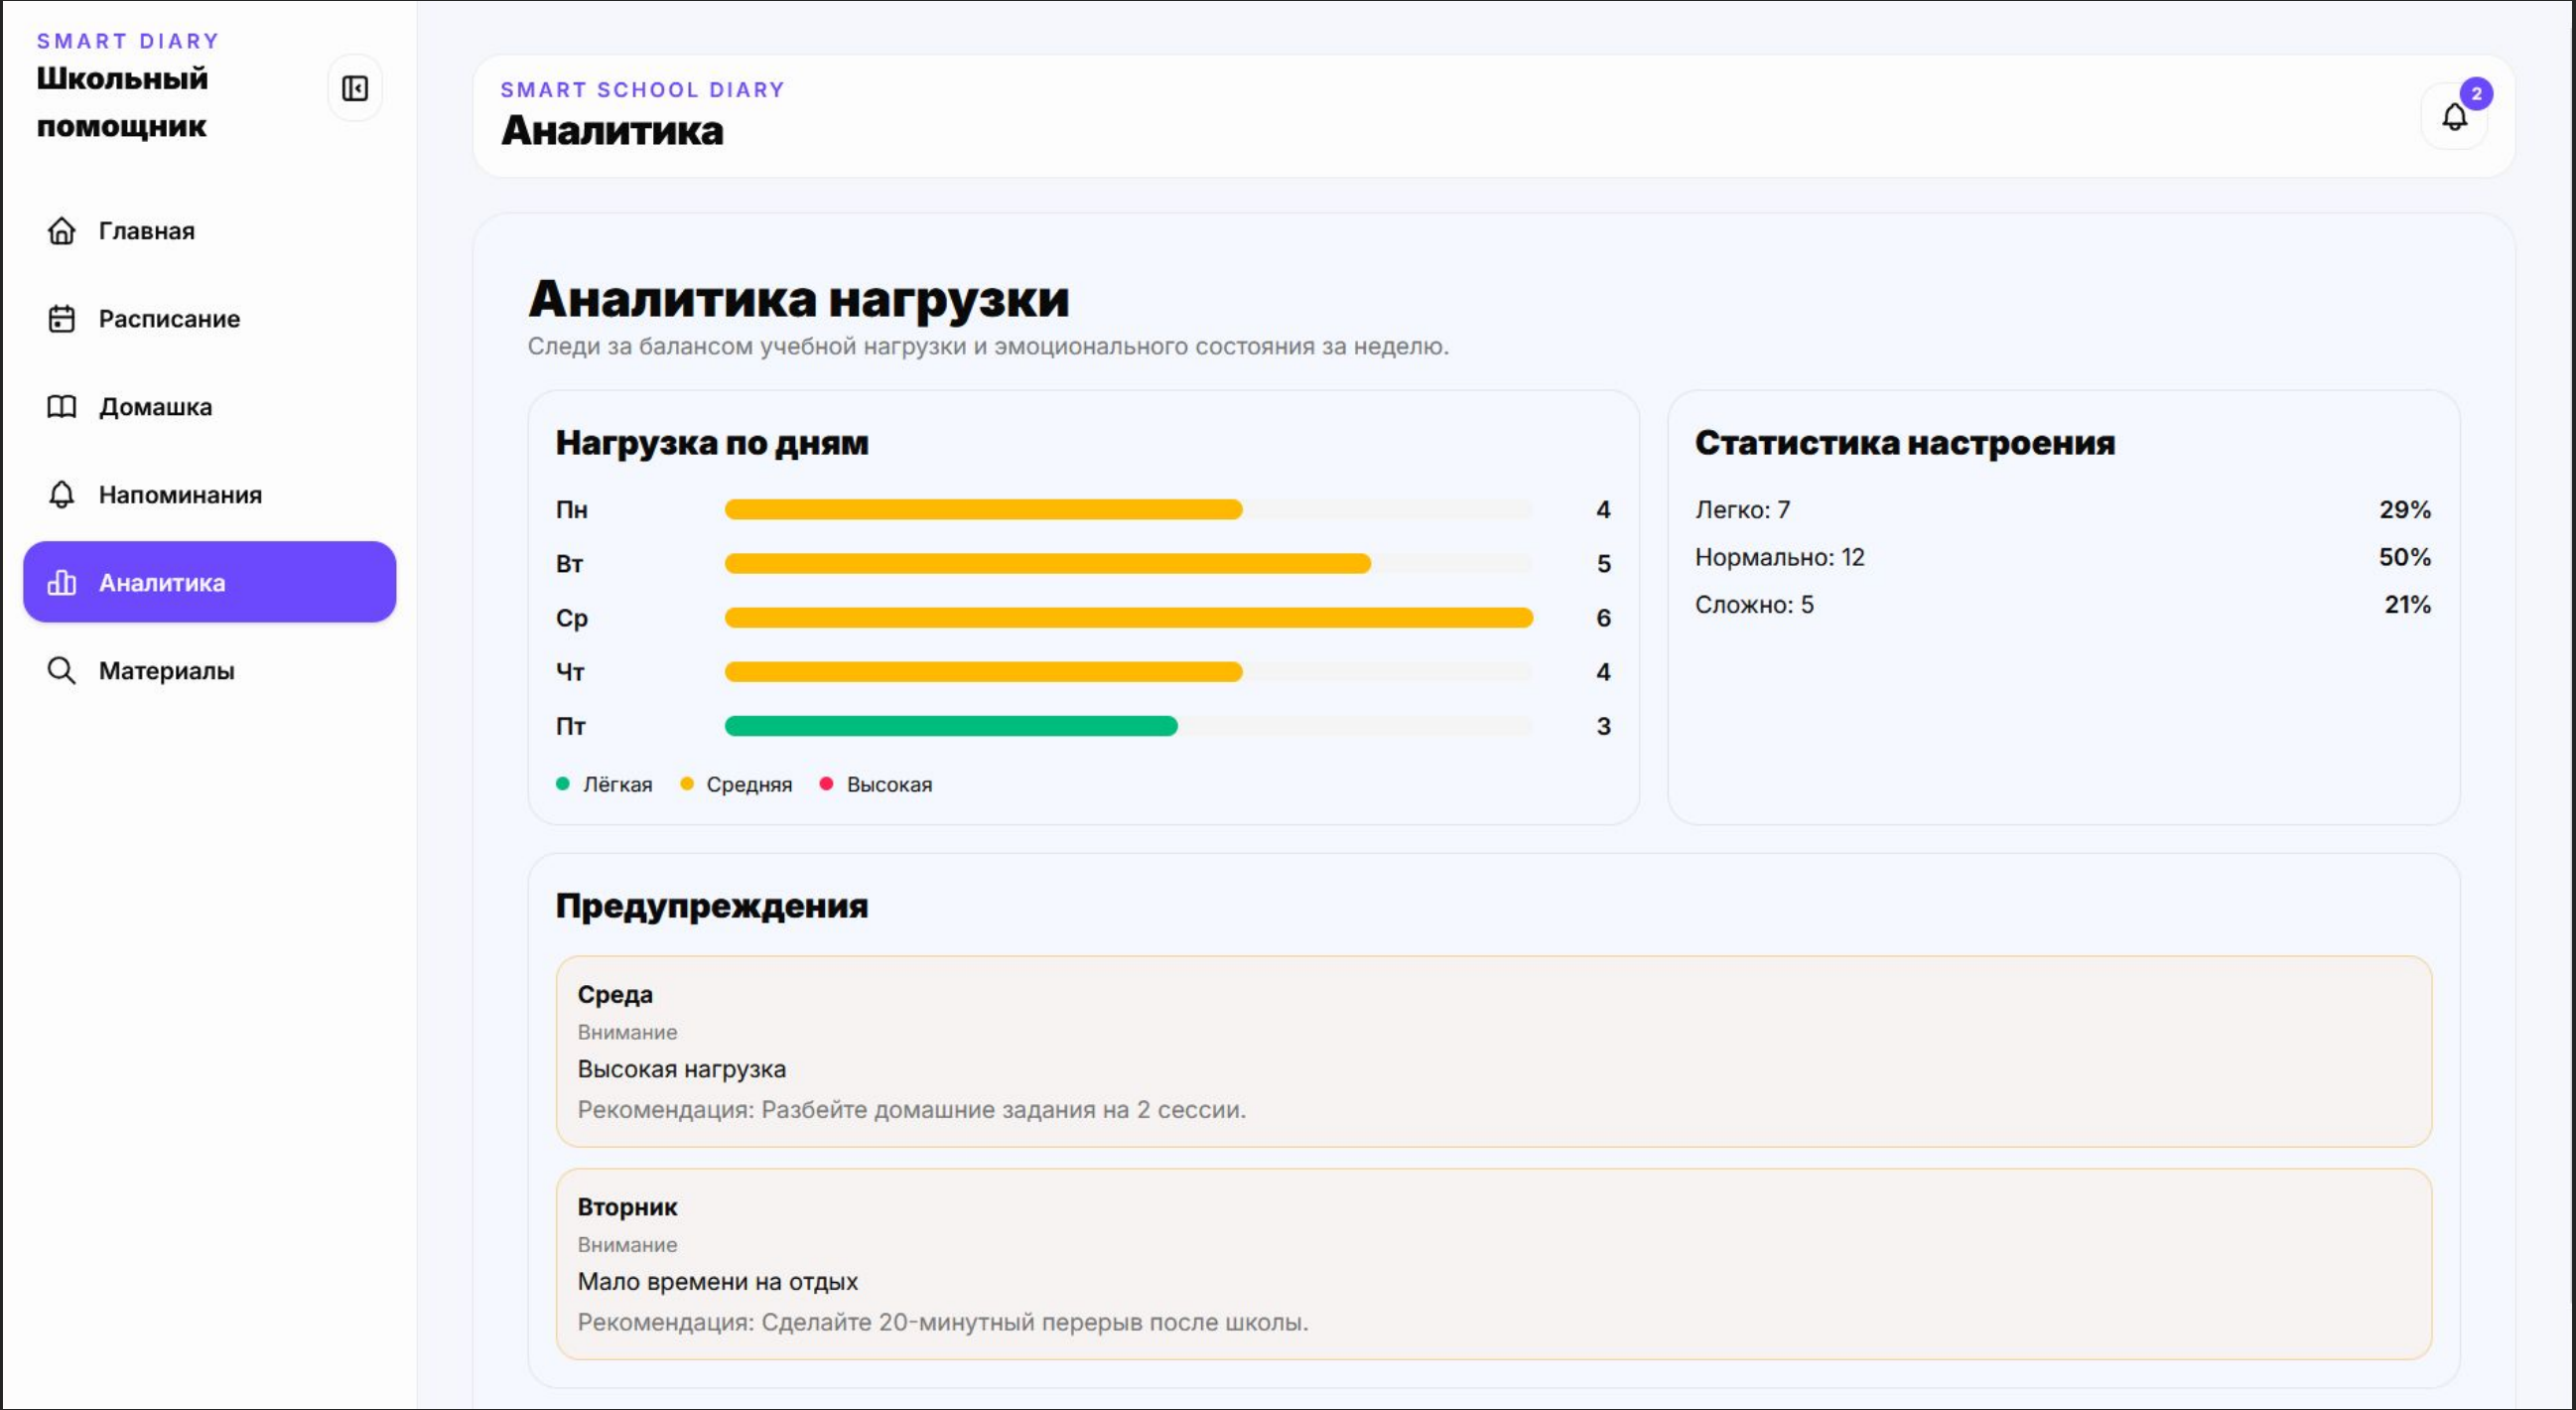 SMART DIARY
Школьный
помощник
Главная
Расписание
Домашка
Напоминания
Аналитика
Материалы
SMART SCHOOL DIARY
Аналитика
2
Аналитика нагрузки
Следи за балансом учебной нагрузки и эмоционального состояния за неделю.
Нагрузка по дням
Пн 4
Вт 5
Ср 6
Чт 4
Пт 3
Лёгкая Средняя Высокая
Статистика настроения
Легко: 7 29%
Нормально: 12 50%
Сложно: 5 21%
Предупреждения
Среда
Внимание
Высокая нагрузка
Рекомендация: Разбейте домашние задания на 2 сессии.
Вторник
Внимание
Мало времени на отдых
Рекомендация: Сделайте 20-минутный перерыв после школы.